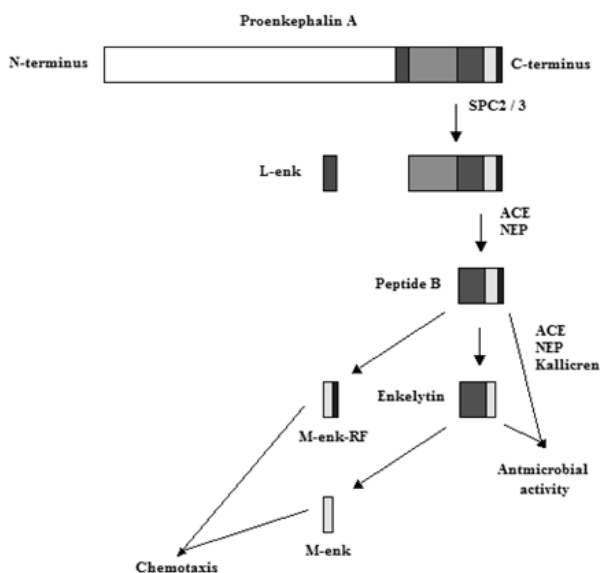 Proenkephalin A
N-terminus
C-terminus
SPC2 / 3
L-enk
ACE
NEP
Peptide B
ACE
NEP
Kallicren
Enkelytin
M-enk-RF
Antmicrobial
activity
M-enk
Chemotaxis